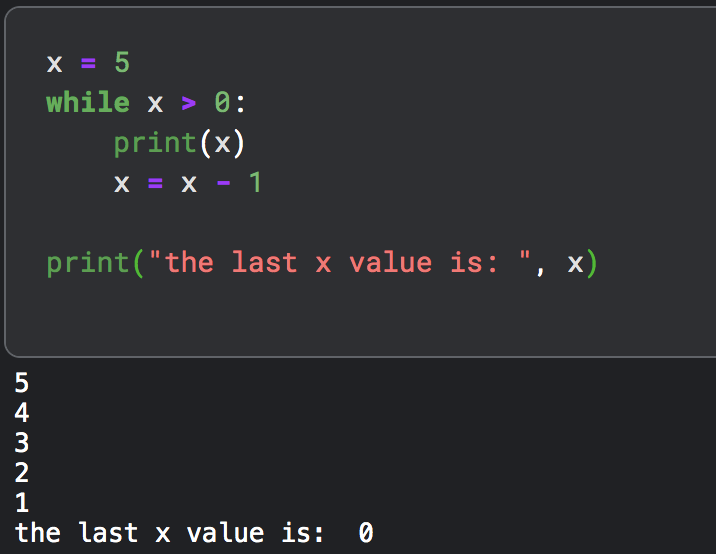 x = 5
while x > 0:
    print(x)
    x = x - 1
print("the last x value is: ", x)
5
4
3
2
1
the last x value is:  0